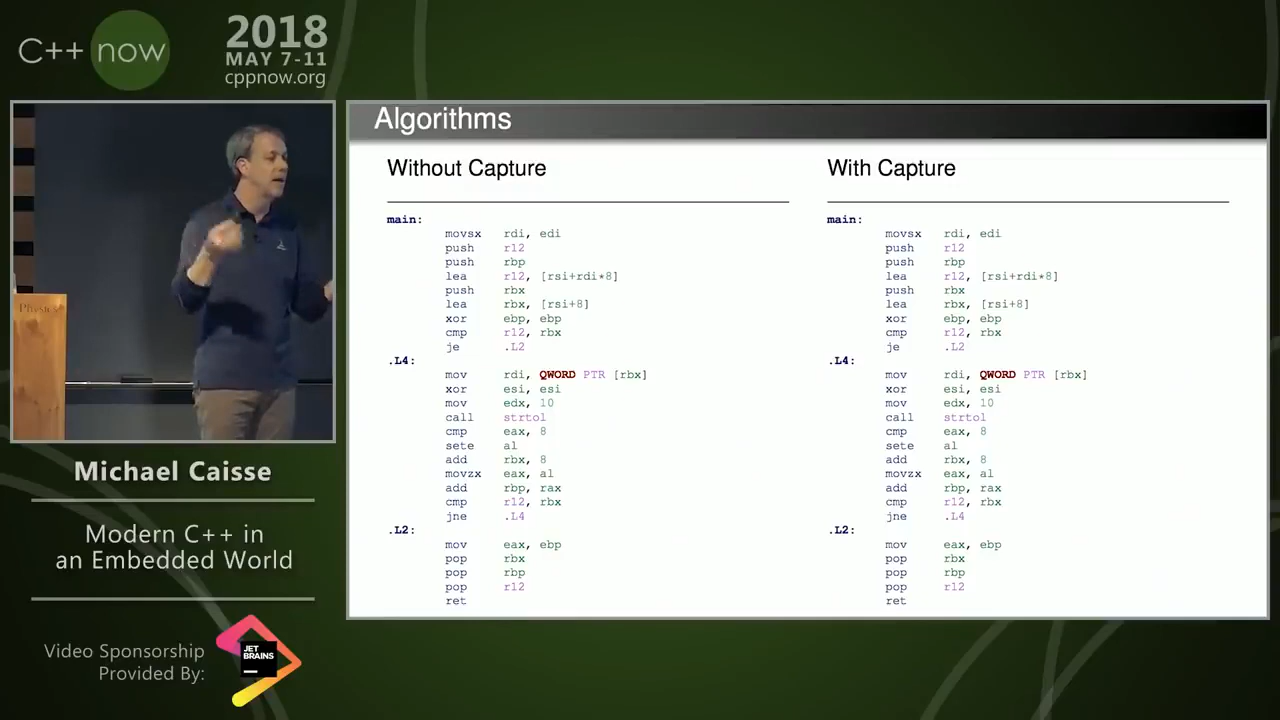 C++ now
2018
MAY 7-11
cppnow.org
Physics
Michael Caisse
Modern C++ in
an Embedded World
Video Sponsorship
Provided By:
JET
BRAINS
Algorithms
Without Capture
main:
movsx rdi, edi
push r12
push rbp
lea r12, [rsi+rdi*8]
push rbx
lea rbx, [rsi+8]
xor ebp, ebp
cmp r12, rbx
je .L2
.L4:
mov rdi, QWORD PTR [rbx]
xor esi, esi
mov edx, 10
call strtol
cmp eax, 8
sete al
add rbx, 8
movzx eax, al
add rbp, rax
cmp r12, rbx
jne .L4
.L2:
mov eax, ebp
pop rbx
pop rbp
pop r12
ret
With Capture
main:
movsx rdi, edi
push r12
push rbp
lea r12, [rsi+rdi*8]
push rbx
lea rbx, [rsi+8]
xor ebp, ebp
cmp r12, rbx
je .L2
.L4:
mov rdi, QWORD PTR [rbx]
xor esi, esi
mov edx, 10
call strtol
cmp eax, 8
sete al
add rbx, 8
movzx eax, al
add rbp, rax
cmp r12, rbx
jne .L4
.L2:
mov eax, ebp
pop rbx
pop rbp
pop r12
ret